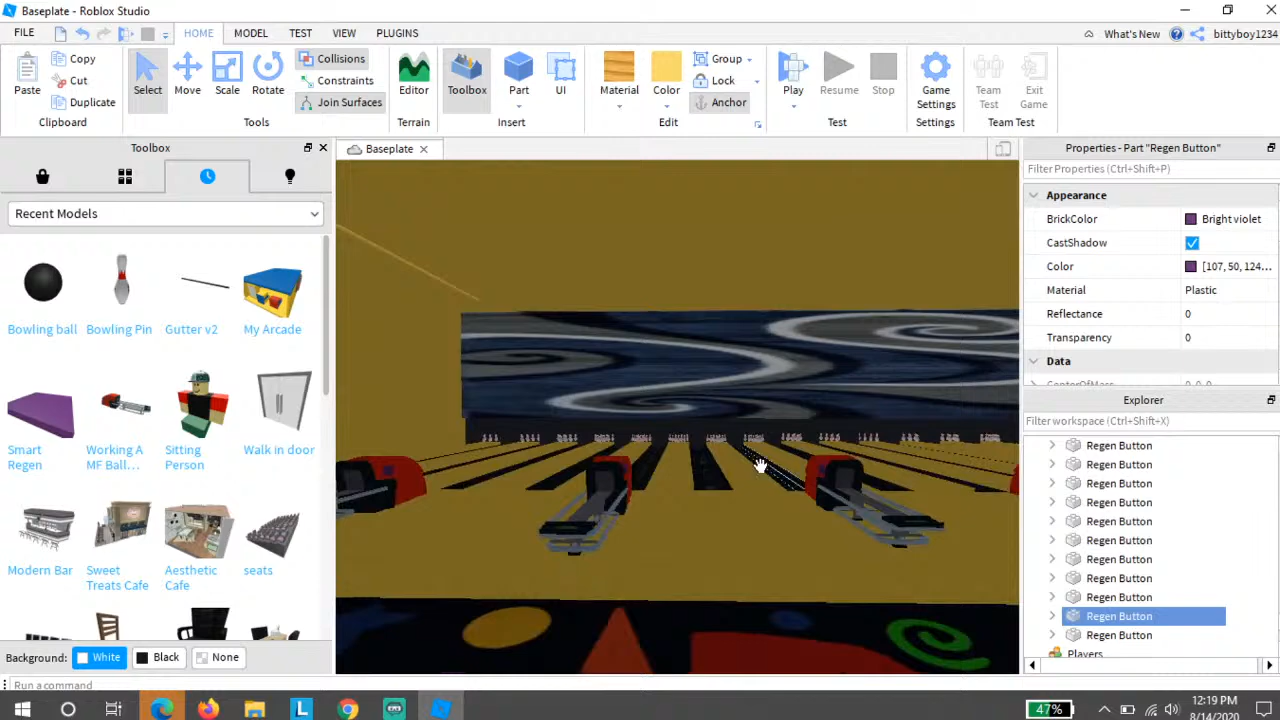 Baseplate - Roblox Studio
FILE HOME MODEL TEST VIEW PLUGINS What's New bittyboy1234
Paste Copy Cut Duplicate Clipboard
Select Move Scale Rotate Collisions Constraints Join Surfaces Tools
Editor Terrain
Toolbox Part UI Insert
Material Color Group Lock Anchor Edit
Play Resume Stop Test
Game Settings Settings
Team Test Exit Game Team Test
Toolbox
Recent Models
Bowling ball Bowling Pin Gutter v2 My Arcade
Smart Regen Working A MF Ball... Sitting Person Walk in door
Modern Bar Sweet Treats Cafe Aesthetic Cafe seats
Background: White Black None
Run a command
Baseplate
Properties - Part "Regen Button"
Filter Properties (Ctrl+Shift+P)
Appearance
BrickColor Bright violet
CastShadow
Color [107, 50, 124...
Material Plastic
Reflectance 0
Transparency 0
Data
CenterOfMass 0, 0, 0
Explorer
Filter workspace (Ctrl+Shift+X)
Regen Button
Regen Button
Regen Button
Regen Button
Regen Button
Regen Button
Regen Button
Regen Button
Regen Button
Regen Button
Regen Button
Players
L
47%
12:19 PM
8/14/2020